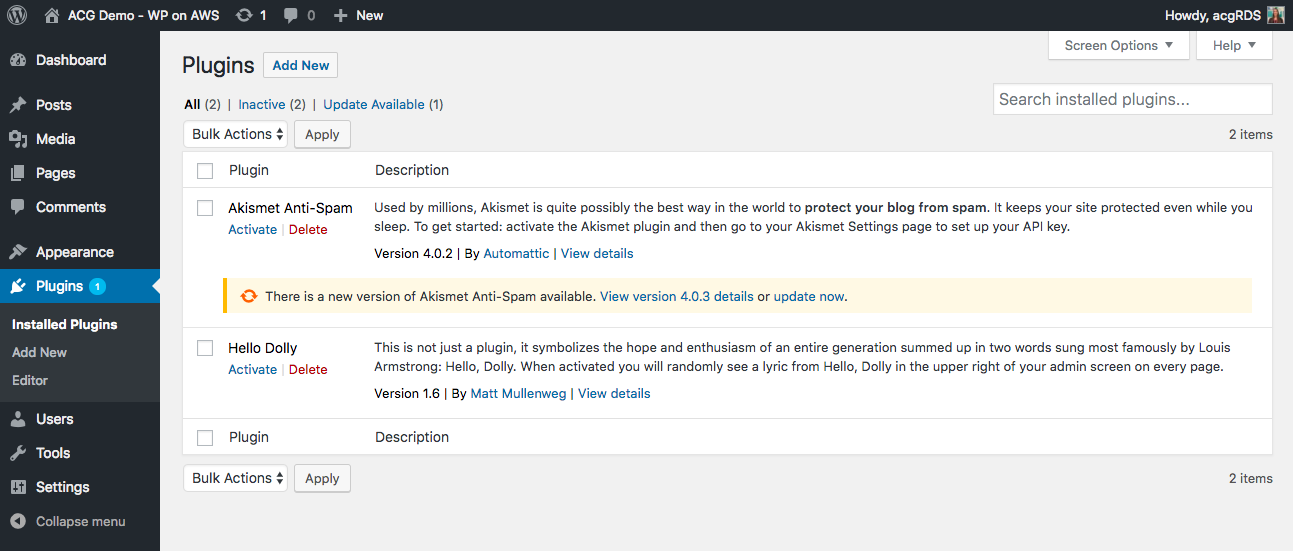 ACG Demo - WP on AWS 1 0 New Howdy, acgRDS
Screen Options Help
Dashboard
Posts
Media
Pages
Comments
Appearance
Plugins 1
Installed Plugins
Add New
Editor
Users
Tools
Settings
Collapse menu
Plugins Add New
All (2) | Inactive (2) | Update Available (1)
Search installed plugins...
Bulk Actions Apply
2 items
Plugin Description
Akismet Anti-Spam
Activate | Delete
Used by millions, Akismet is quite possibly the best way in the world to protect your blog from spam. It keeps your site protected even while you
sleep. To get started: activate the Akismet plugin and then go to your Akismet Settings page to set up your API key.
Version 4.0.2 | By Automattic | View details
There is a new version of Akismet Anti-Spam available. View version 4.0.3 details or update now.
Hello Dolly
Activate | Delete
This is not just a plugin, it symbolizes the hope and enthusiasm of an entire generation summed up in two words sung most famously by Louis
Armstrong: Hello, Dolly. When activated you will randomly see a lyric from Hello, Dolly in the upper right of your admin screen on every page.
Version 1.6 | By Matt Mullenweg | View details
Plugin Description
Bulk Actions Apply
2 items